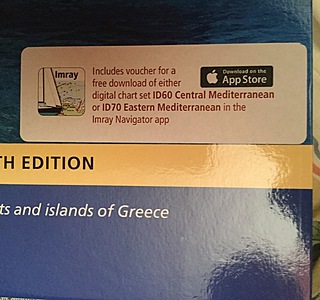 Imray
Includes voucher for a
free download of either
digital chart set ID60 Central Mediterranean
or ID70 Eastern Mediterranean in the
Imray Navigator app
Download on the
App Store
TH EDITION
ts and islands of Greece